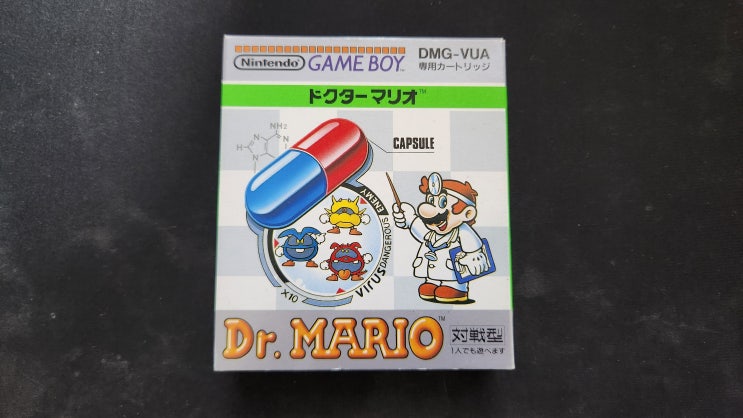 Nintendo GAME BOY™ DMG-VUA
専用カートリッジ
ドクターマリオ™
NH2
N
N
H
CAPSULE
ENEMY
DANGEROUS
VIRUS
X10
Dr. MARIO™
対戦型
1人でも遊べます